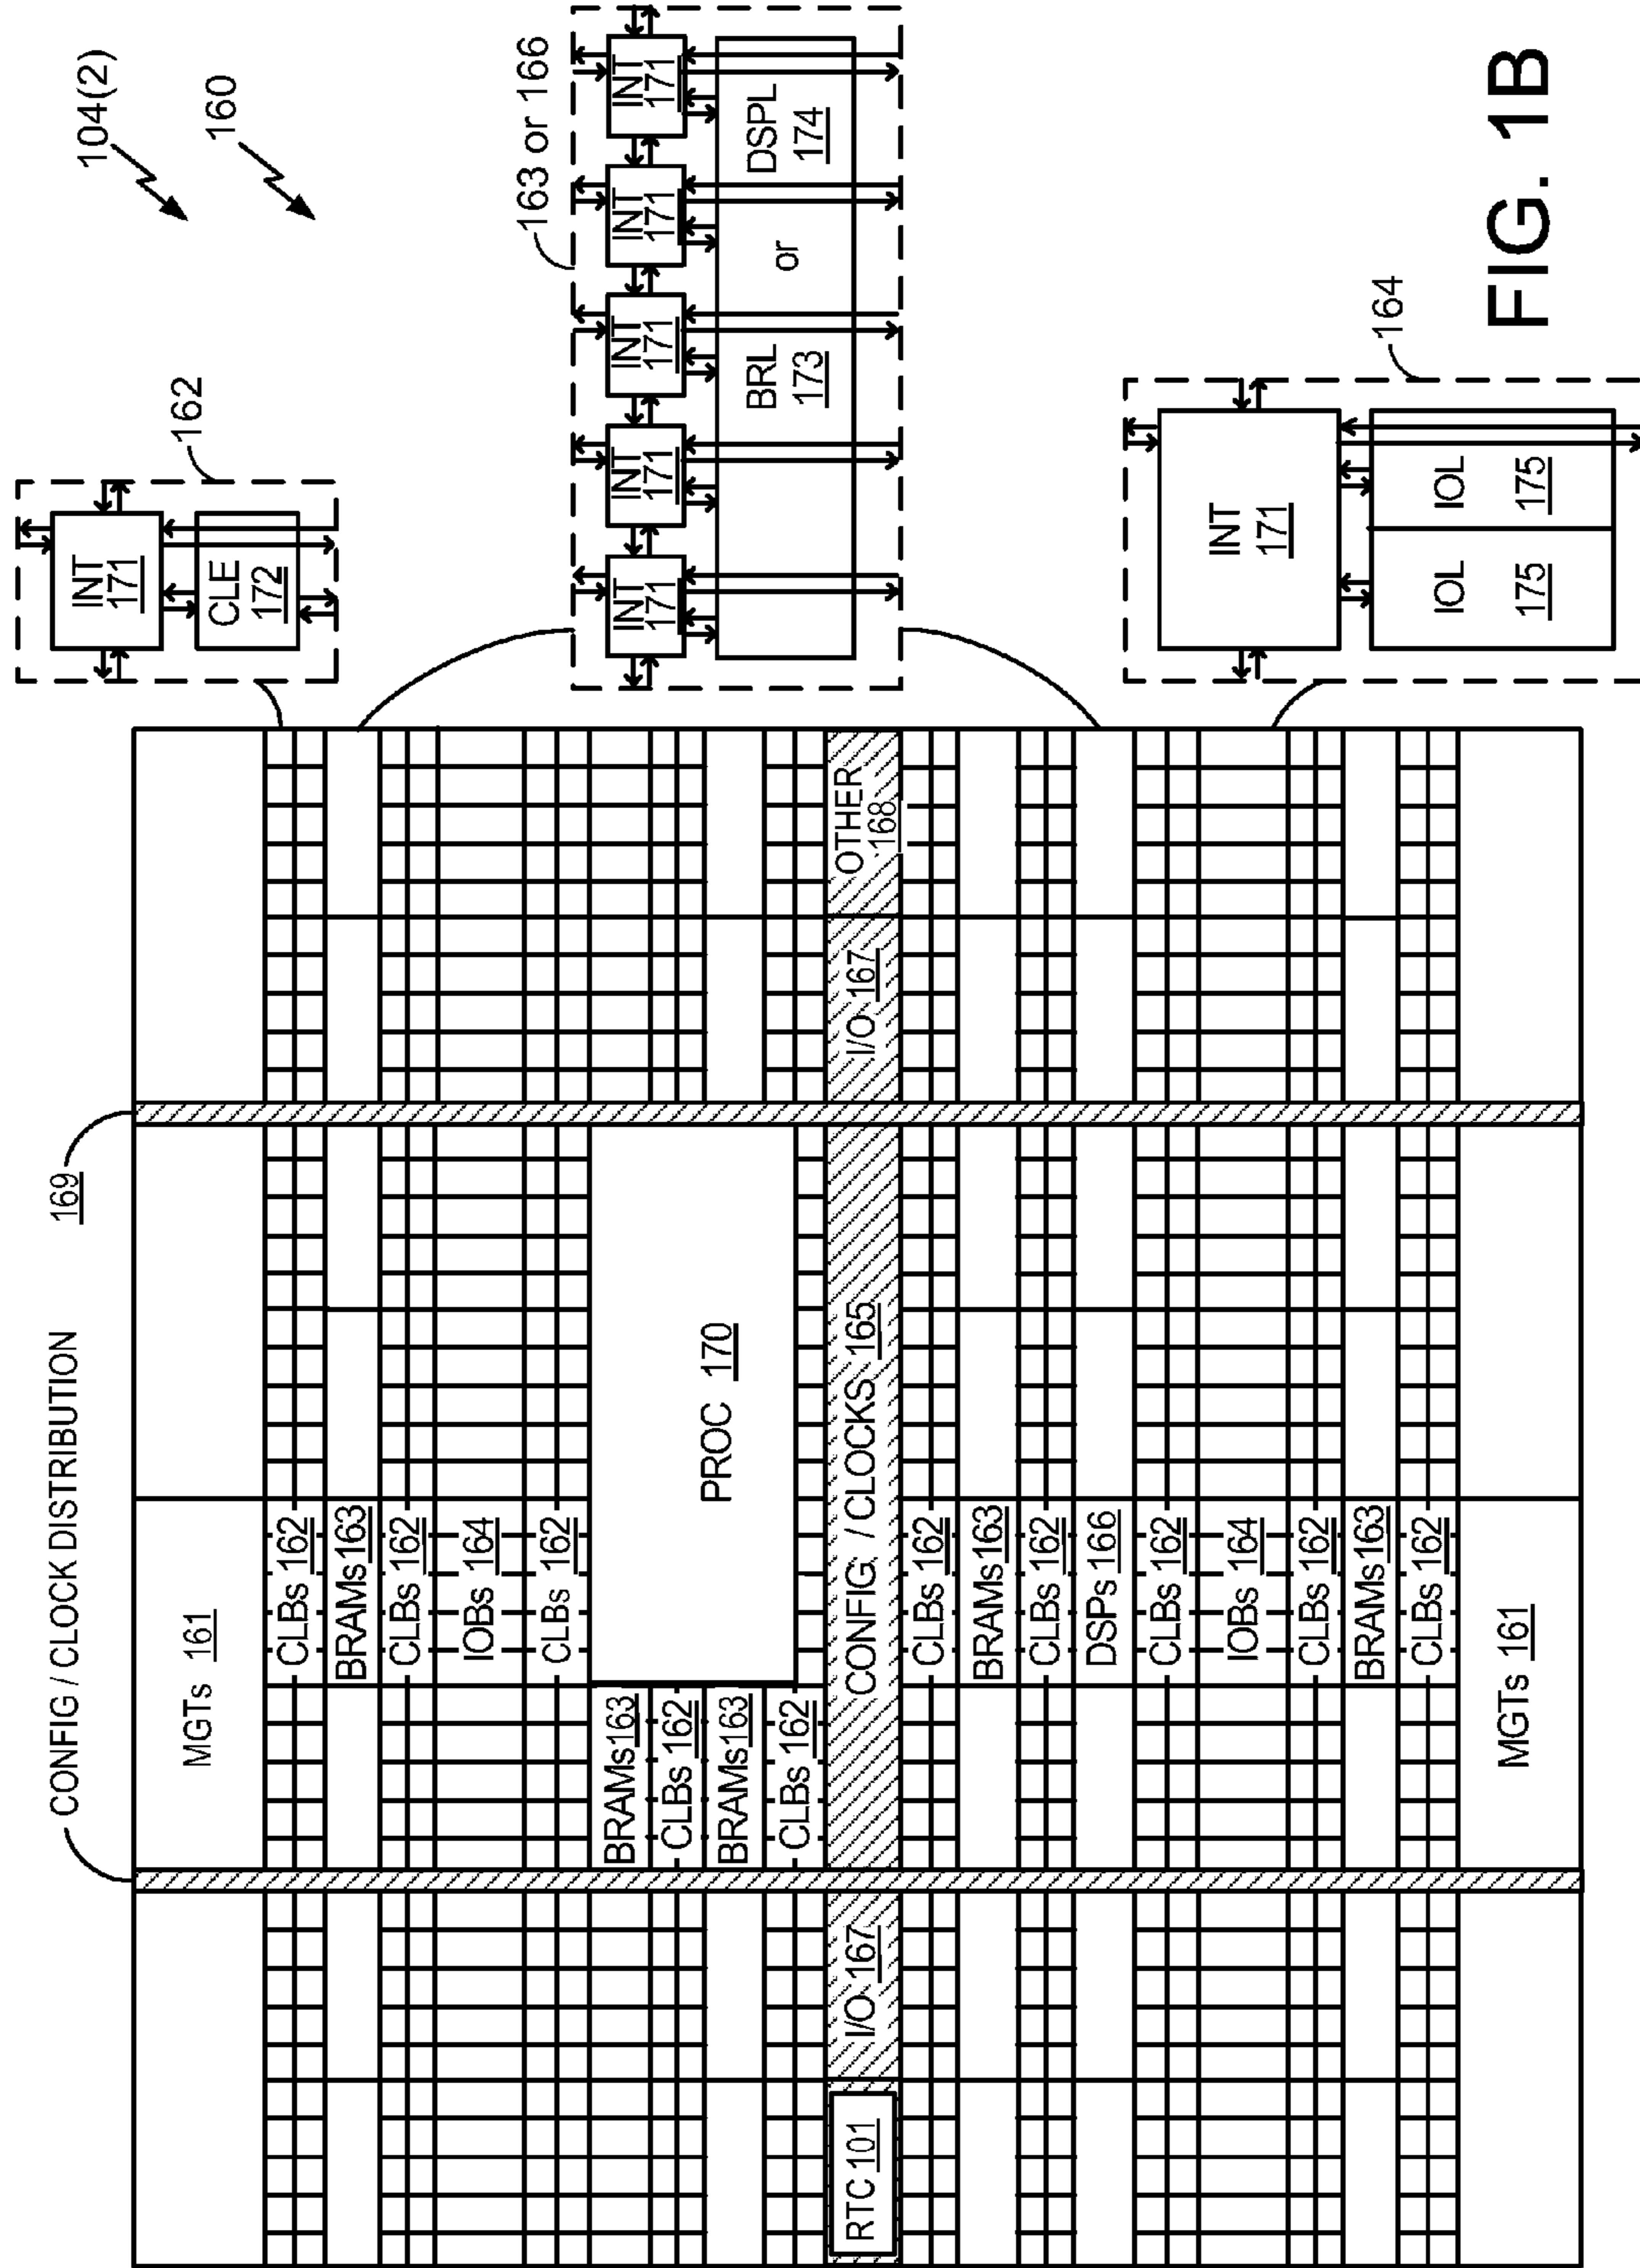 104(2)
160
CONFIG / CLOCK DISTRIBUTION
169
MGTs 161
CLBs 162
BRAMs 163
CLBs 162
IOBs 164
CLBs 162
BRAMs 163
CLBs 162
BRAMs 163
CLBs 162
PROC 170
RTC 101
I/O 167
CONFIG / CLOCKS 165
I/O 167
OTHER
168
CLBs 162
BRAMs 163
CLBs 162
DSPs 166
CLBs 162
IOBs 164
CLBs 162
BRAMs 163
CLBs 162
MGTs 161
162
INT
171
CLE
172
163 or 166
INT
171
INT
171
INT
171
INT
171
INT
171
BRL
173
or
DSPL
174
164
INT
171
IOL
175
IOL
175
FIG. 1B